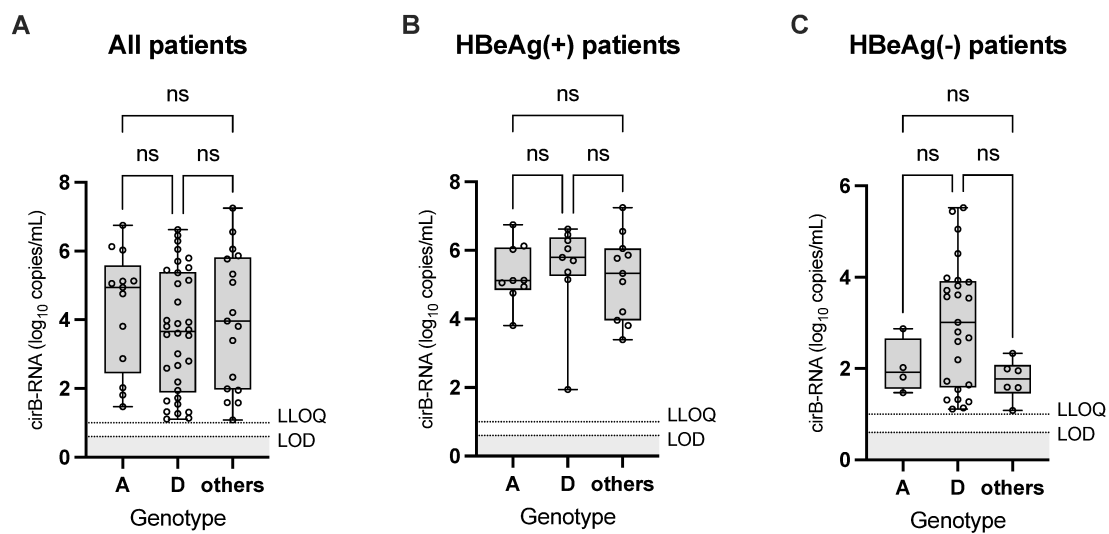 A
All patients
ns
ns ns
8
6
4
2
0
cirB-RNA (log10 copies/mL)
LLOQ
LOD
A D others
Genotype
B
HBeAg(+) patients
ns
ns ns
8
6
4
2
0
cirB-RNA (log10 copies/mL)
LLOQ
LOD
A D others
Genotype
C
HBeAg(-) patients
ns
ns ns
6
4
2
0
cirB-RNA (log10 copies/mL)
LLOQ
LOD
A D others
Genotype